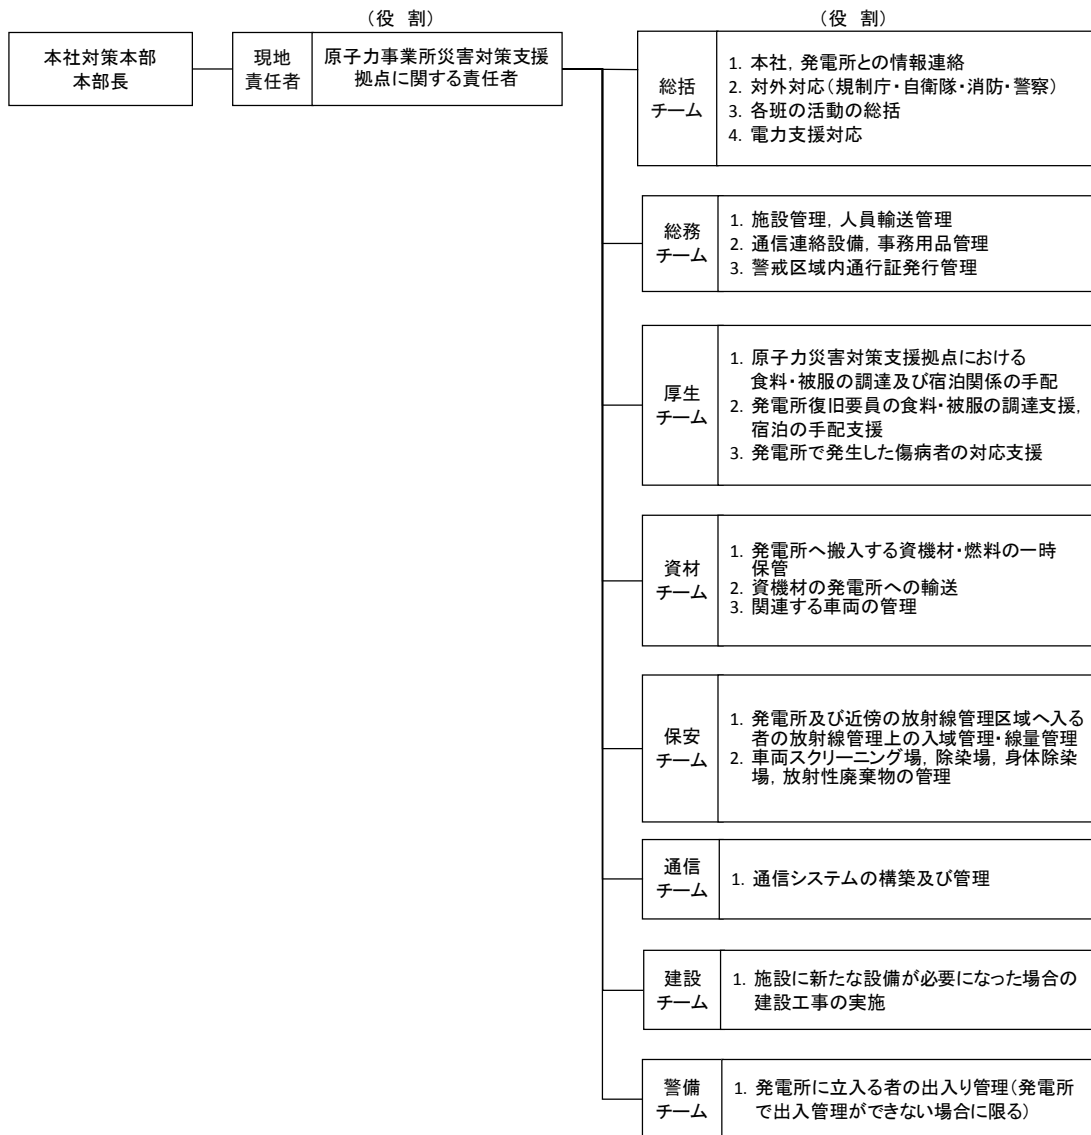 （役 割）
（役 割）
本社対策本部
本部長
現地
責任者
原子力事業所災害対策支援
拠点に関する責任者
総括
チーム
1. 本社，発電所との情報連絡
2. 対外対応（規制庁・自衛隊・消防・警察）
3. 各班の活動の総括
4. 電力支援対応
総務
チーム
1. 施設管理，人員輸送管理
2. 通信連絡設備，事務用品管理
3. 警戒区域内通行証発行管理
厚生
チーム
1. 原子力災害対策支援拠点における
食料・被服の調達及び宿泊関係の手配
2. 発電所復旧要員の食料・被服の調達支援，
宿泊の手配支援
3. 発電所で発生した傷病者の対応支援
資材
チーム
1. 発電所へ搬入する資機材・燃料の一時
保管
2. 資機材の発電所への輸送
3. 関連する車両の管理
保安
チーム
1. 発電所及び近傍の放射線管理区域へ入る
者の放射線管理上の入域管理・線量管理
2. 車両スクリーニング場，除染場，身体除染
場，放射性廃棄物の管理
通信
チーム
1. 通信システムの構築及び管理
建設
チーム
1. 施設に新たな設備が必要になった場合の
建設工事の実施
警備
チーム
1. 発電所に立入る者の出入り管理（発電所
で出入管理ができない場合に限る）